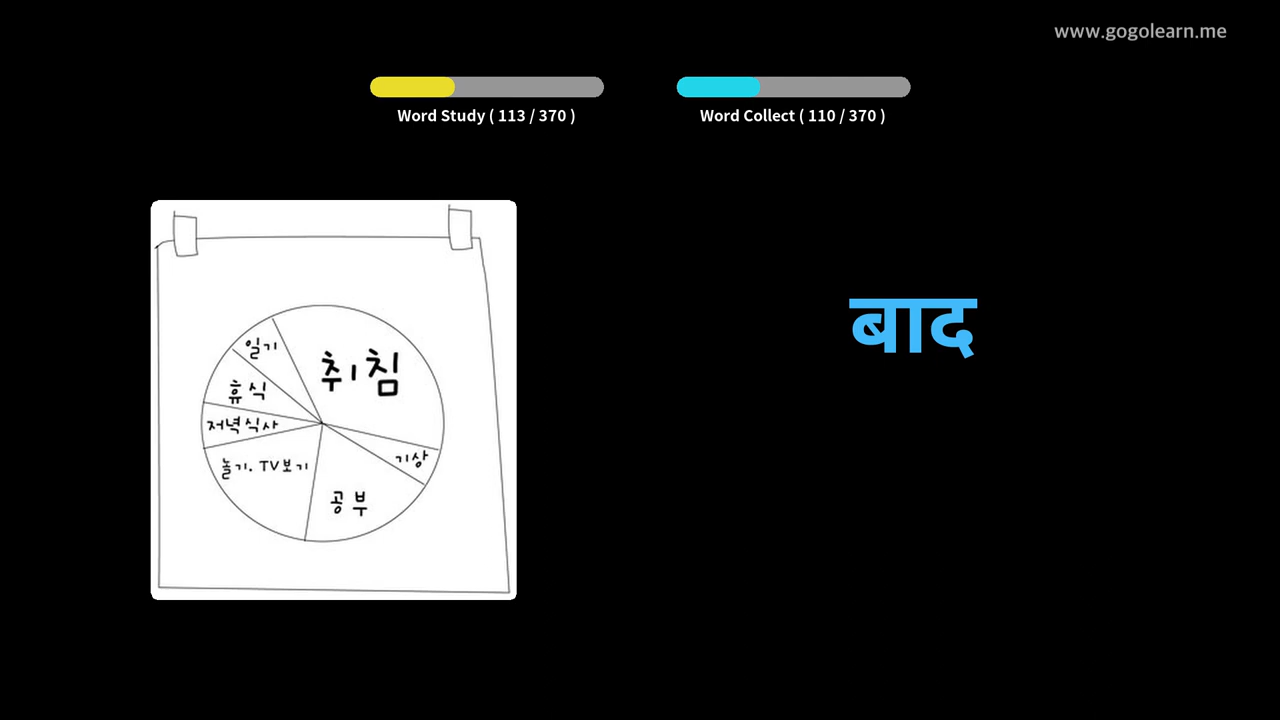 www.gogolearn.me
Word Study ( 113 / 370 )
Word Collect ( 110 / 370 )
일기
취침
휴식
저녁식사
놀기. TV보기
기상
공부
बाद